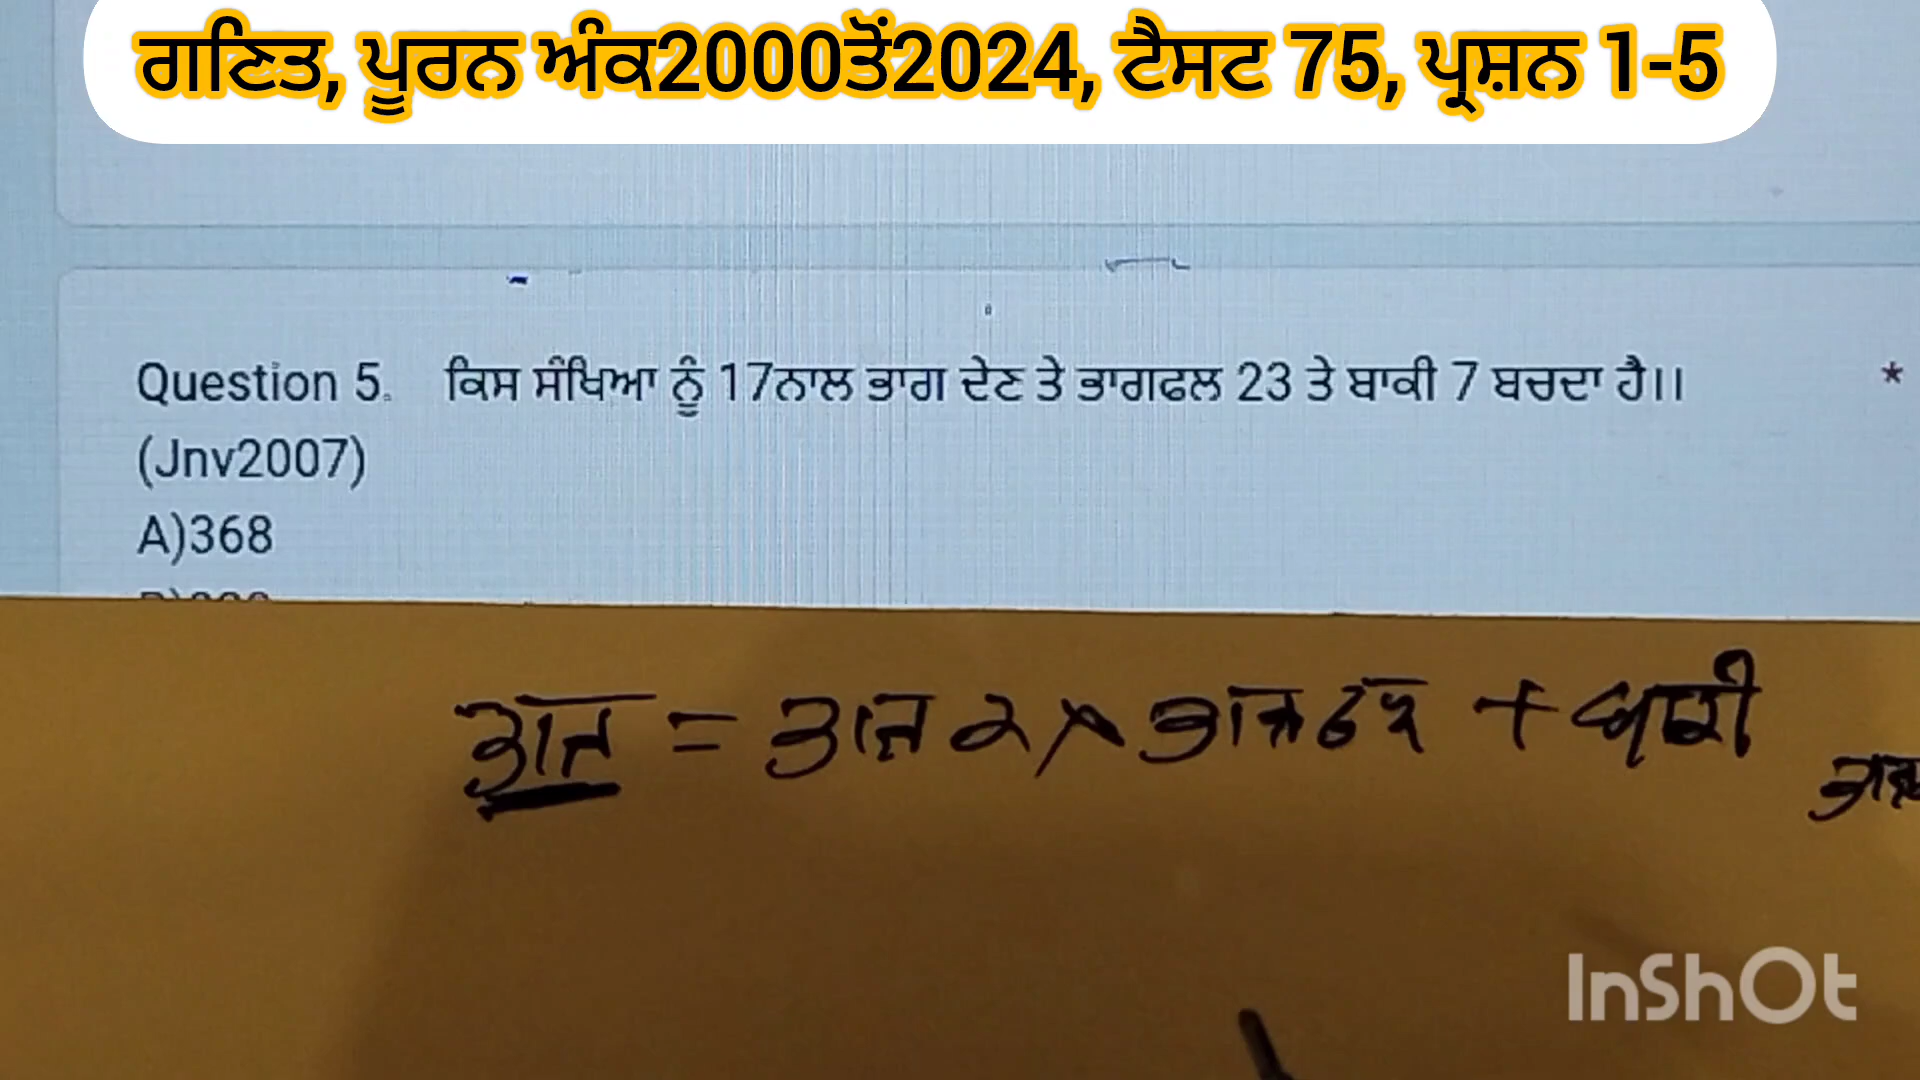 ਗਣਿਤ, ਪੂਰਨ ਅੰਕ2000ਤੋਂ2024, ਟੈਸਟ 75, ਪ੍ਰਸ਼ਨ 1-5
Question 5. ਕਿਸ ਸੰਖਿਆ ਨੂੰ 17ਨਾਲ ਭਾਗ ਦੇਣ ਤੇ ਭਾਗਫਲ 23 ਤੇ ਬਾਕੀ 7 ਬਚਦਾ ਹੈ।। *
(Jnv2007)
A)368
ਭਾਜ = ਭਾਜਕ × ਭਾਗਫਲ + ਬਾਕੀ
InShOt